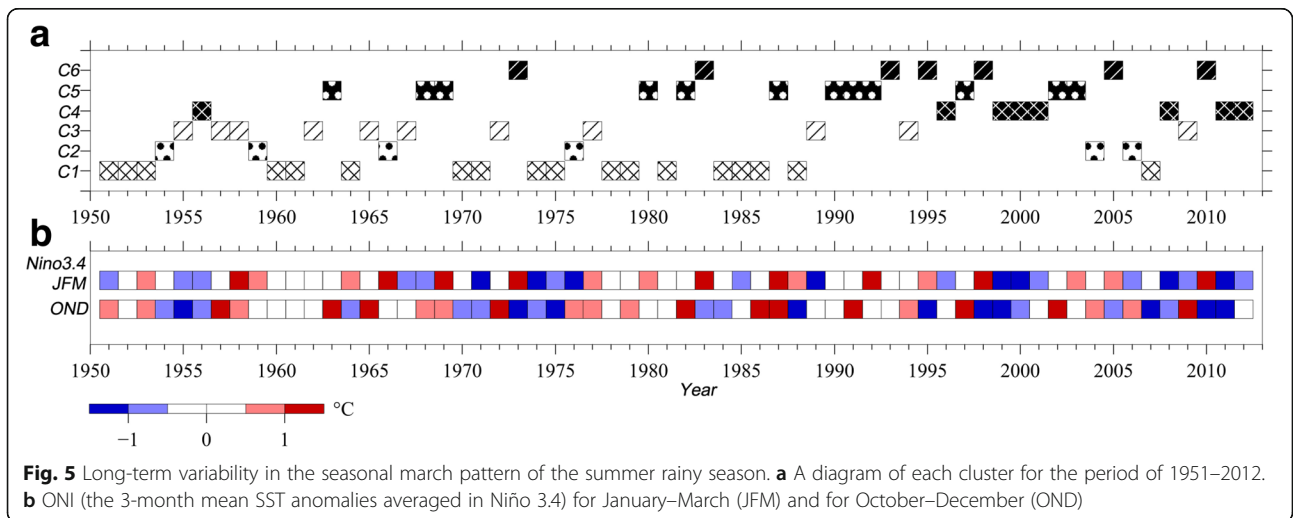 a
C6
C5
C4
C3
C2
C1
1950 1955 1960 1965 1970 1975 1980 1985 1990 1995 2000 2005 2010
b
Nino3.4
JFM
OND
1950 1955 1960 1965 1970 1975 1980 1985 1990 1995 2000 2005 2010
Year
°C
−1 0 1
Fig. 5 Long-term variability in the seasonal march pattern of the summer rainy season. a A diagram of each cluster for the period of 1951–2012.
b ONI (the 3-month mean SST anomalies averaged in Niño 3.4) for January–March (JFM) and for October–December (OND)